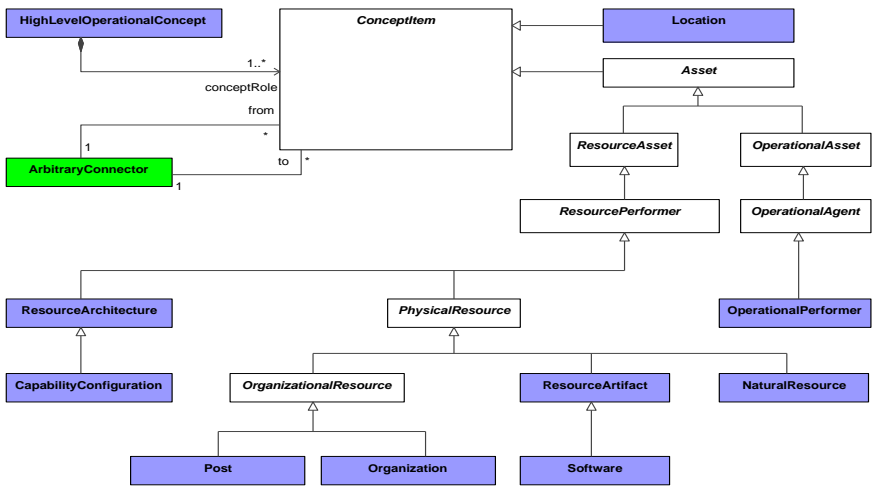 HighLevelOperationalConcept
ConceptItem
Location
1..*
conceptRole
Asset
from
*
1
to
*
ArbitraryConnector
1
ResourceAsset
OperationalAsset
ResourcePerformer
OperationalAgent
ResourceArchitecture
PhysicalResource
OperationalPerformer
CapabilityConfiguration
OrganizationalResource
ResourceArtifact
NaturalResource
Post
Organization
Software